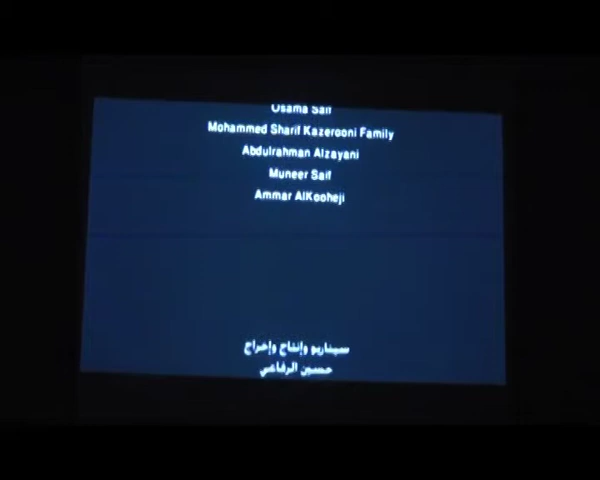 Osama Saif
Mohammed Sharif Kazerooni Family
Abdulrahman Alzayani
Muneer Saif
Ammar AlKooheji
سيناريو وإنتاج وإخراج
حسين الرفاعي